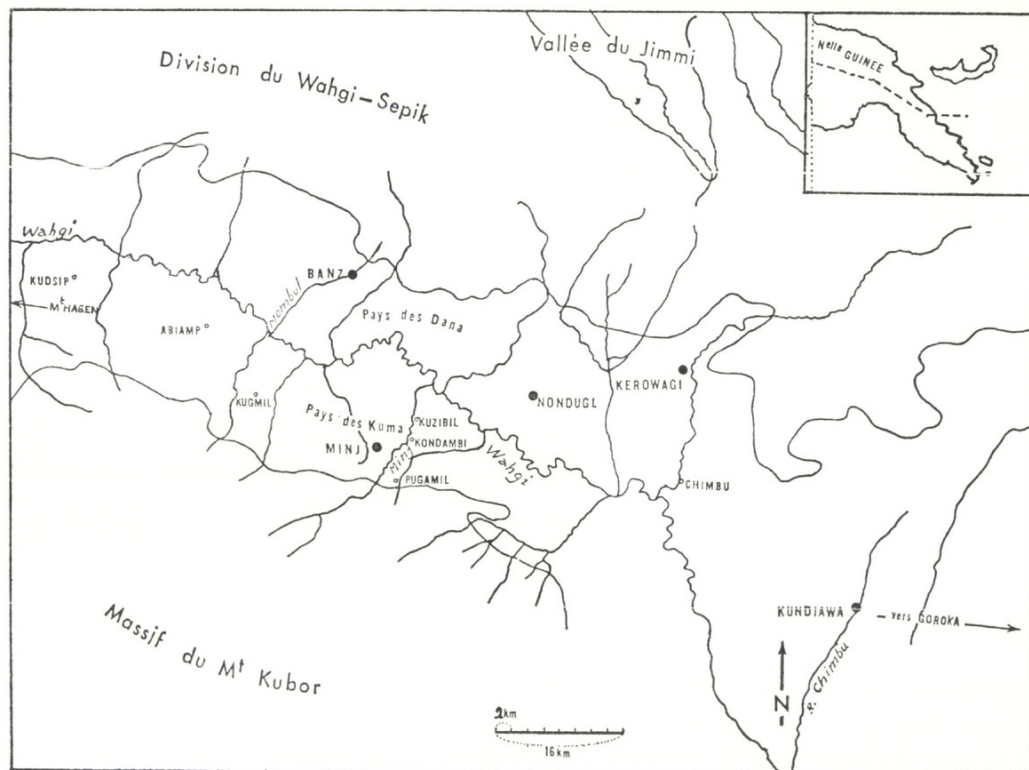 Division du Wahgi-Sepik
Vallée du Jimmi
Nelle GUINEE
Wahgi
KUDSIP
Mt HAGEN
ABIAMP
BANZ
Mombul
Pays des Dana
KUGMIL
Pays des Kuma
MINJ
Minj
KUZIBIL
KONDAMBI
PUGAMIL
Wahgi
NONDUGL
KEROWAGI
CHIMBU
KUNDIAWA
vers GOROKA
R. Chimbu
N
Massif du Mt Kubor
2km
16km